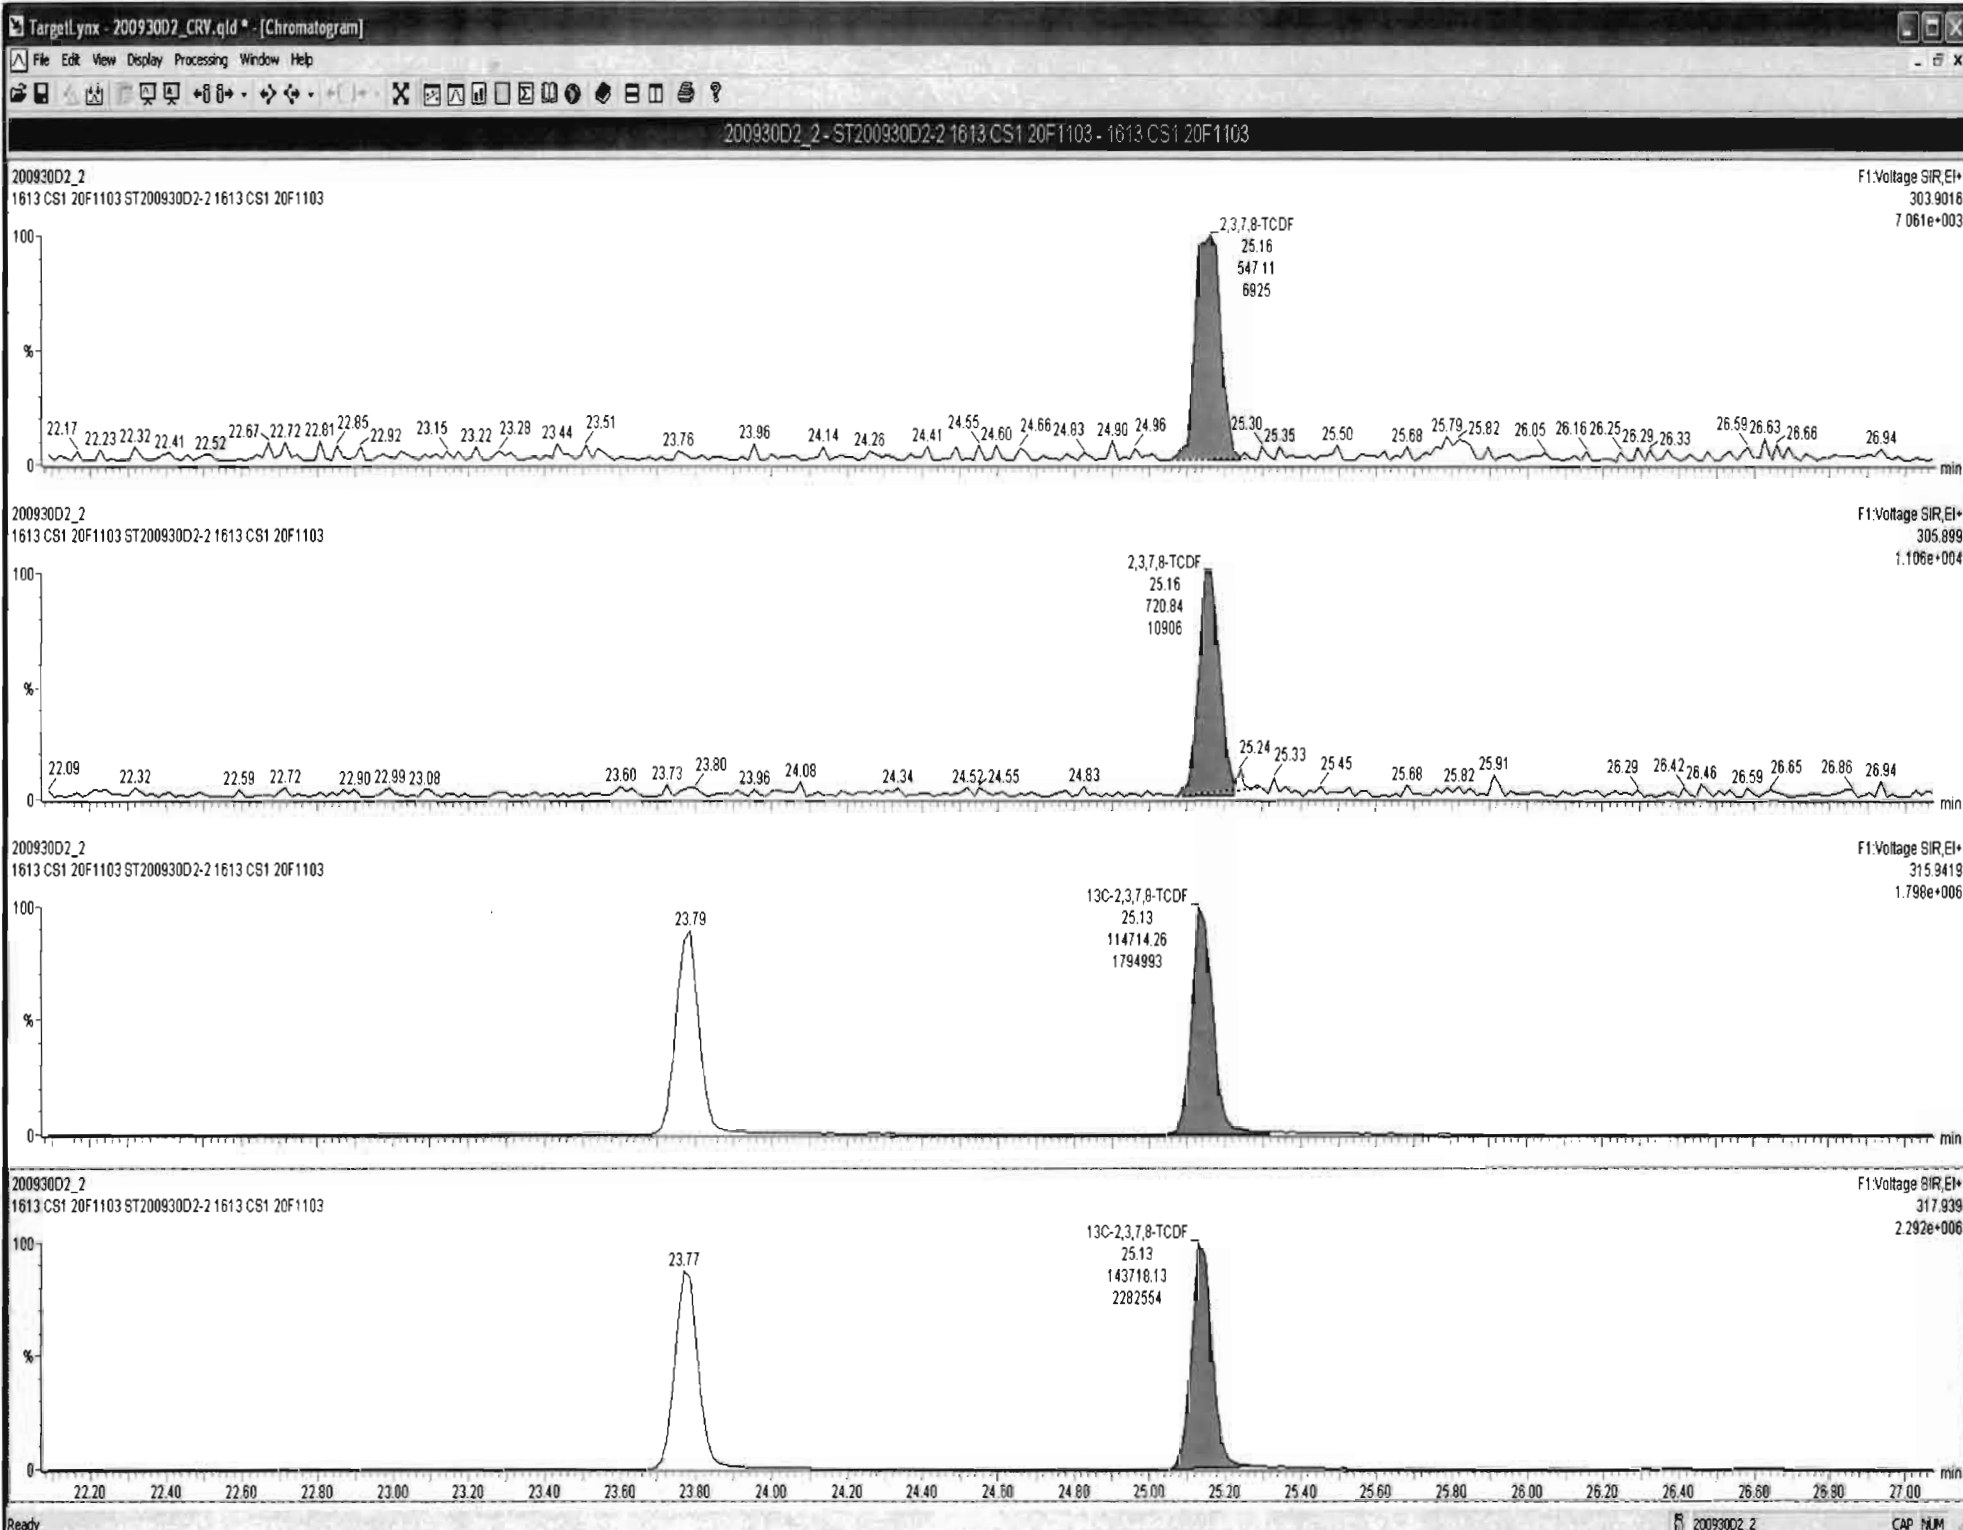 TargetLynx - 200930D2_CRV.qld * - [Chromatogram]
File Edit View Display Processing Window Help
200930D2_2 - ST200930D2-2 1613 CS1 20F1103 - 1613 CS1 20F1103
200930D2_2
1613 CS1 20F1103 ST200930D2-2 1613 CS1 20F1103
F1:Voltage SIR,EI+
303.9016
7.061e+003
100
%
0
2,3,7,8-TCDF
25.16
547.11
6925
22.17 22.23 22.32 22.41 22.52 22.67 22.72 22.81 22.85 22.92 23.15 23.22 23.28 23.44 23.51 23.76 23.96 24.14 24.26 24.41 24.55 24.60 24.66 24.83 24.90 24.96 25.30 25.35 25.50 25.68 25.79 25.82 26.05 26.16 26.25 26.29 26.33 26.59 26.63 26.66 26.94
min
200930D2_2
1613 CS1 20F1103 ST200930D2-2 1613 CS1 20F1103
F1:Voltage SIR,EI+
305.899
1.106e+004
100
%
0
2,3,7,8-TCDF
25.16
720.84
10906
22.09 22.32 22.59 22.72 22.90 22.99 23.08 23.60 23.73 23.80 23.96 24.08 24.34 24.52 24.55 24.83 25.24 25.33 25.45 25.68 25.82 25.91 26.29 26.42 26.46 26.59 26.65 26.86 26.94
min
200930D2_2
1613 CS1 20F1103 ST200930D2-2 1613 CS1 20F1103
F1:Voltage SIR,EI+
315.9419
1.798e+006
100
%
0
23.79
13C-2,3,7,8-TCDF
25.13
114714.26
1794993
min
200930D2_2
1613 CS1 20F1103 ST200930D2-2 1613 CS1 20F1103
F1:Voltage SIR,EI+
317.939
2.292e+006
100
%
0
23.77
13C-2,3,7,8-TCDF
25.13
143718.13
2282554
min
22.20 22.40 22.60 22.80 23.00 23.20 23.40 23.60 23.80 24.00 24.20 24.40 24.60 24.80 25.00 25.20 25.40 25.60 25.80 26.00 26.20 26.40 26.60 26.80 27.00
Ready
200930D2_2
CAP NUM